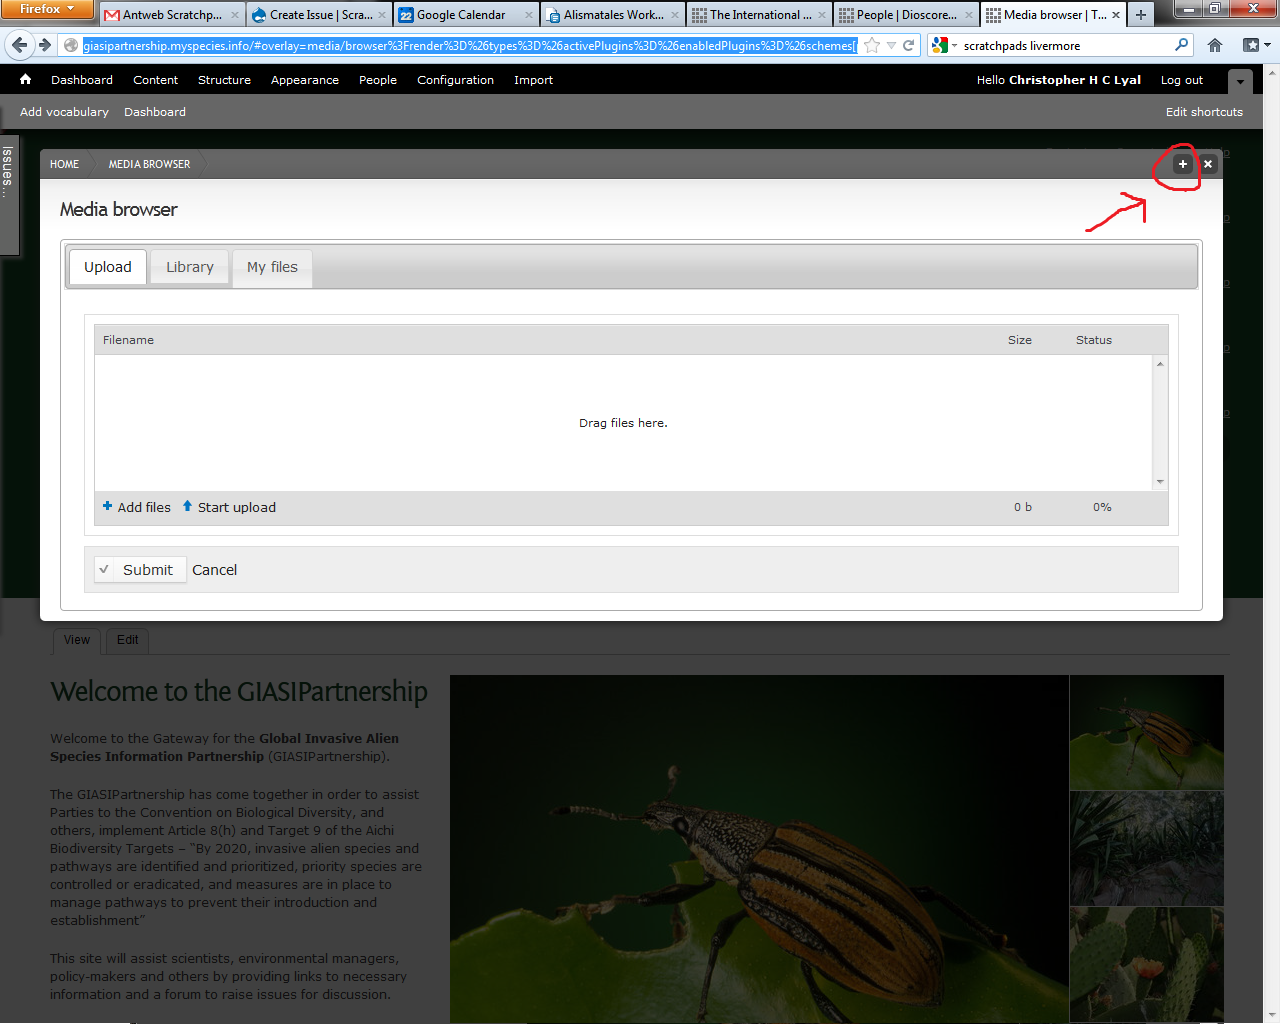 Firefox
Antweb Scratchp...
Create Issue | Scra...
22 Google Calendar
Alismatales Work...
The International ...
People | Dioscore...
Media browser | T...
giasipartnership.myspecies.info/#overlay=media/browser%3Frender%3D%26types%3D%26activePlugins%3D%26enabledPlugins%3D%26schemes[
scratchpads livermore
Dashboard Content Structure Appearance People Configuration Import
Hello Christopher H C Lyal Log out
Add vocabulary Dashboard
Edit shortcuts
Issues...
HOME MEDIA BROWSER
Media browser
Upload Library My files
Filename Size Status
Drag files here.
Add files Start upload 0 b 0%
Submit Cancel
View Edit
Welcome to the GIASIPartnership
Welcome to the Gateway for the Global Invasive Alien
Species Information Partnership (GIASIPartnership).
The GIASIPartnership has come together in order to assist
Parties to the Convention on Biological Diversity, and
others, implement Article 8(h) and Target 9 of the Aichi
Biodiversity Targets – “By 2020, invasive alien species and
pathways are identified and prioritized, priority species are
controlled or eradicated, and measures are in place to
manage pathways to prevent their introduction and
establishment”
This site will assist scientists, environmental managers,
policy-makers and others by providing links to necessary
information and a forum to raise issues for discussion.